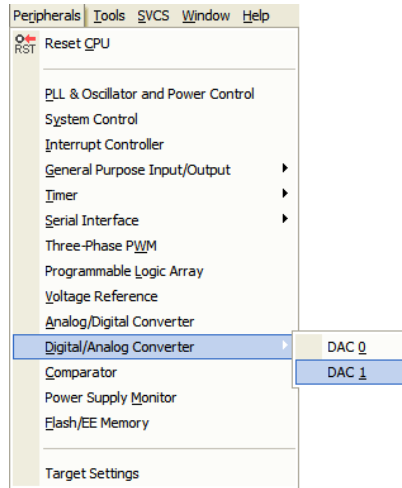 Peripherals Tools SVCS Window Help
RST Reset CPU
PLL & Oscillator and Power Control
System Control
Interrupt Controller
General Purpose Input/Output
Timer
Serial Interface
Three-Phase PWM
Programmable Logic Array
Voltage Reference
Analog/Digital Converter
Digital/Analog Converter DAC 0
Comparator DAC 1
Power Supply Monitor
Flash/EE Memory
Target Settings